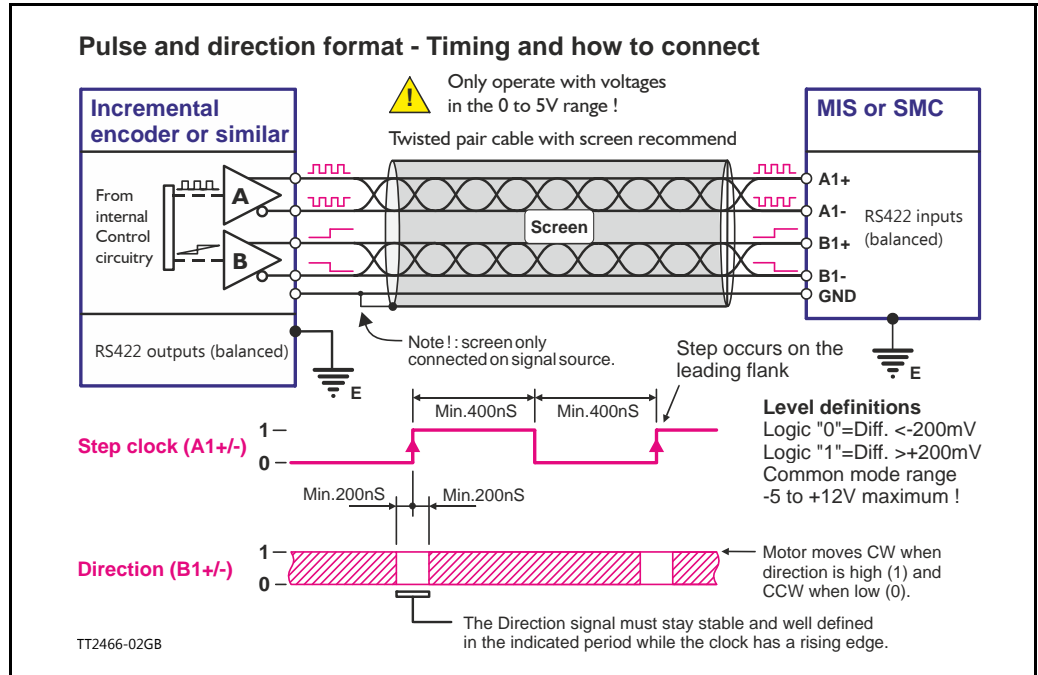 Pulse and direction format - Timing and how to connect
!
Only operate with voltages
in the 0 to 5V range !
Twisted pair cable with screen recommend
Incremental
encoder or similar
MIS or SMC
From
internal
Control
circuitry
A
B
Screen
A1+
A1-
B1+
B1-
GND
RS422 inputs
(balanced)
RS422 outputs (balanced)
E
Note! : screen only
connected on signal source.
E
Step occurs on the
leading flank
Min.400nS
Min.400nS
Step clock (A1+/-)
1
0
Level definitions
Logic "0"=Diff. <-200mV
Logic "1"=Diff. >+200mV
Common mode range
-5 to +12V maximum !
Min.200nS
Min.200nS
Direction (B1+/-)
1
0
Motor moves CW when
direction is high (1) and
CCW when low (0).
The Direction signal must stay stable and well defined
in the indicated period while the clock has a rising edge.
TT2466-02GB